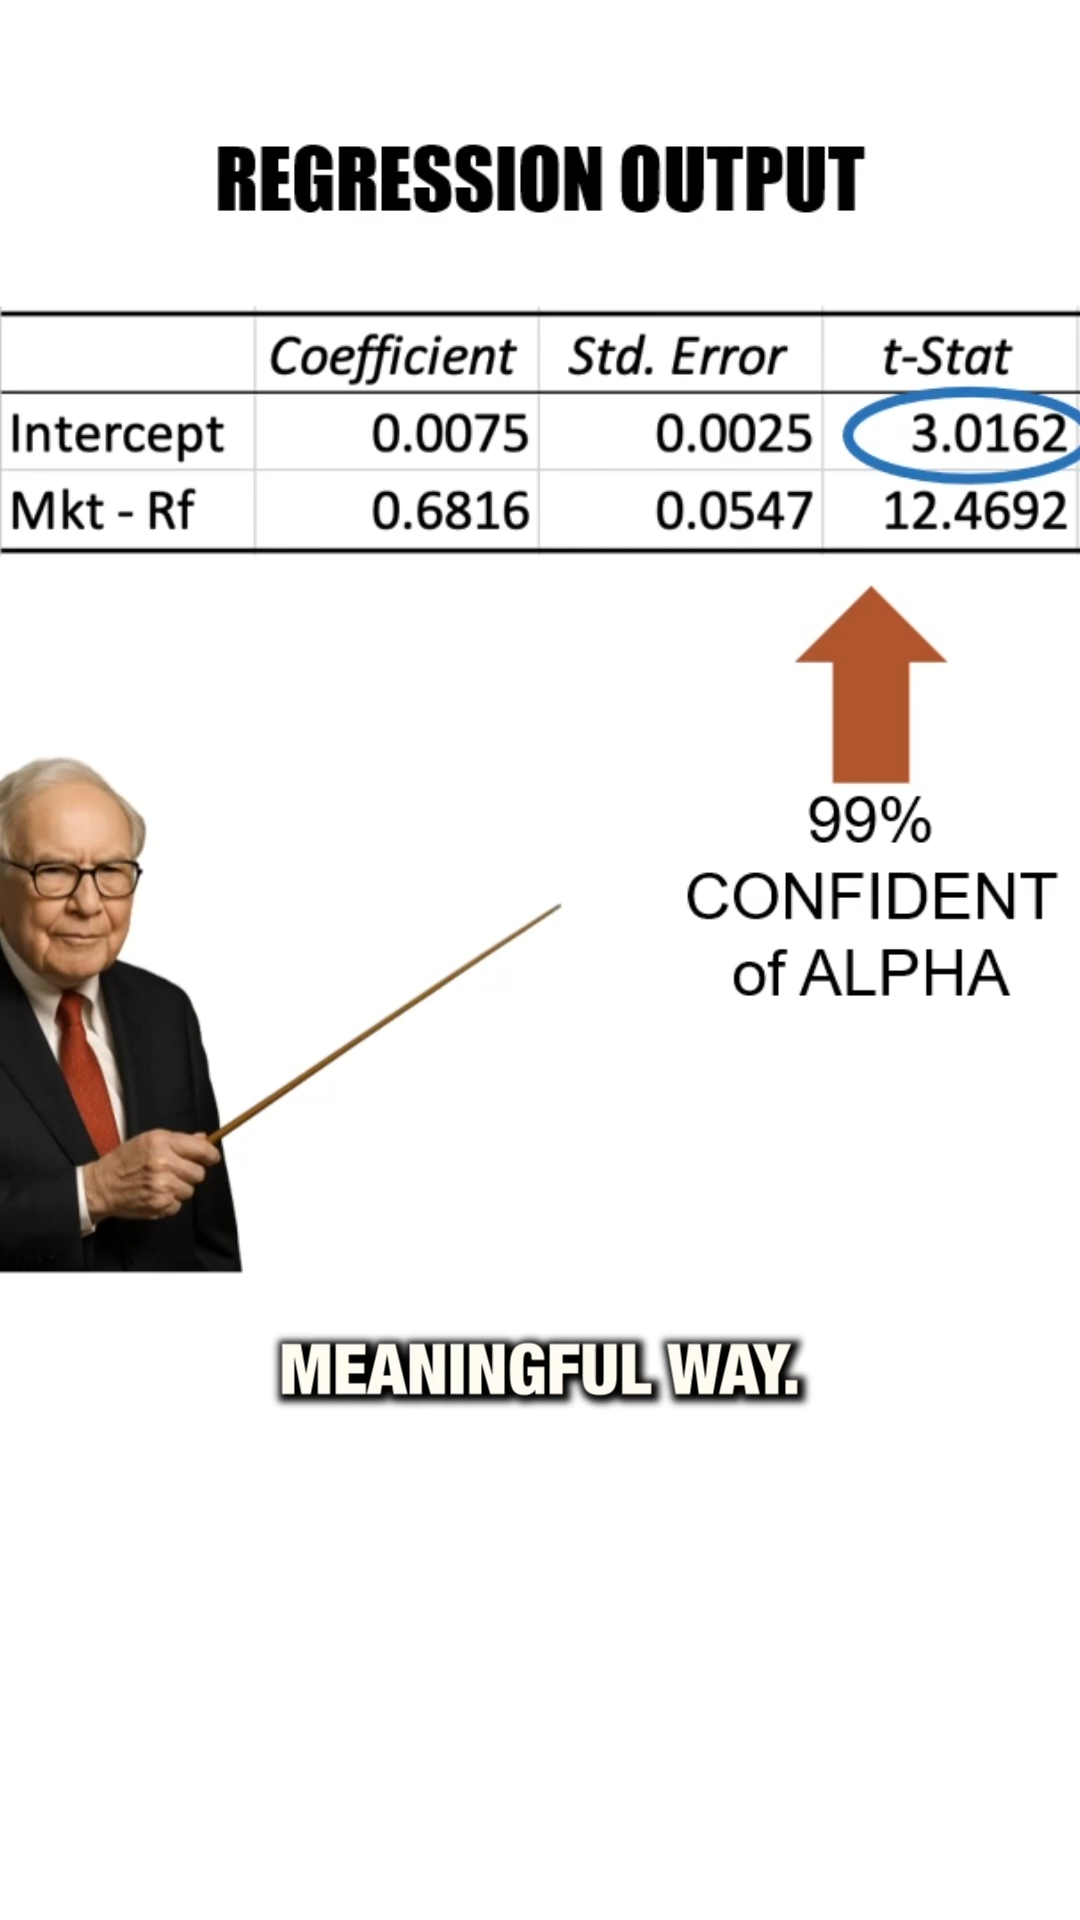 REGRESSION OUTPUT
Coefficient Std. Error t-Stat
Intercept 0.0075 0.0025 3.0162
Mkt - Rf 0.6816 0.0547 12.4692
99%
CONFIDENT
of ALPHA
MEANINGFUL WAY.